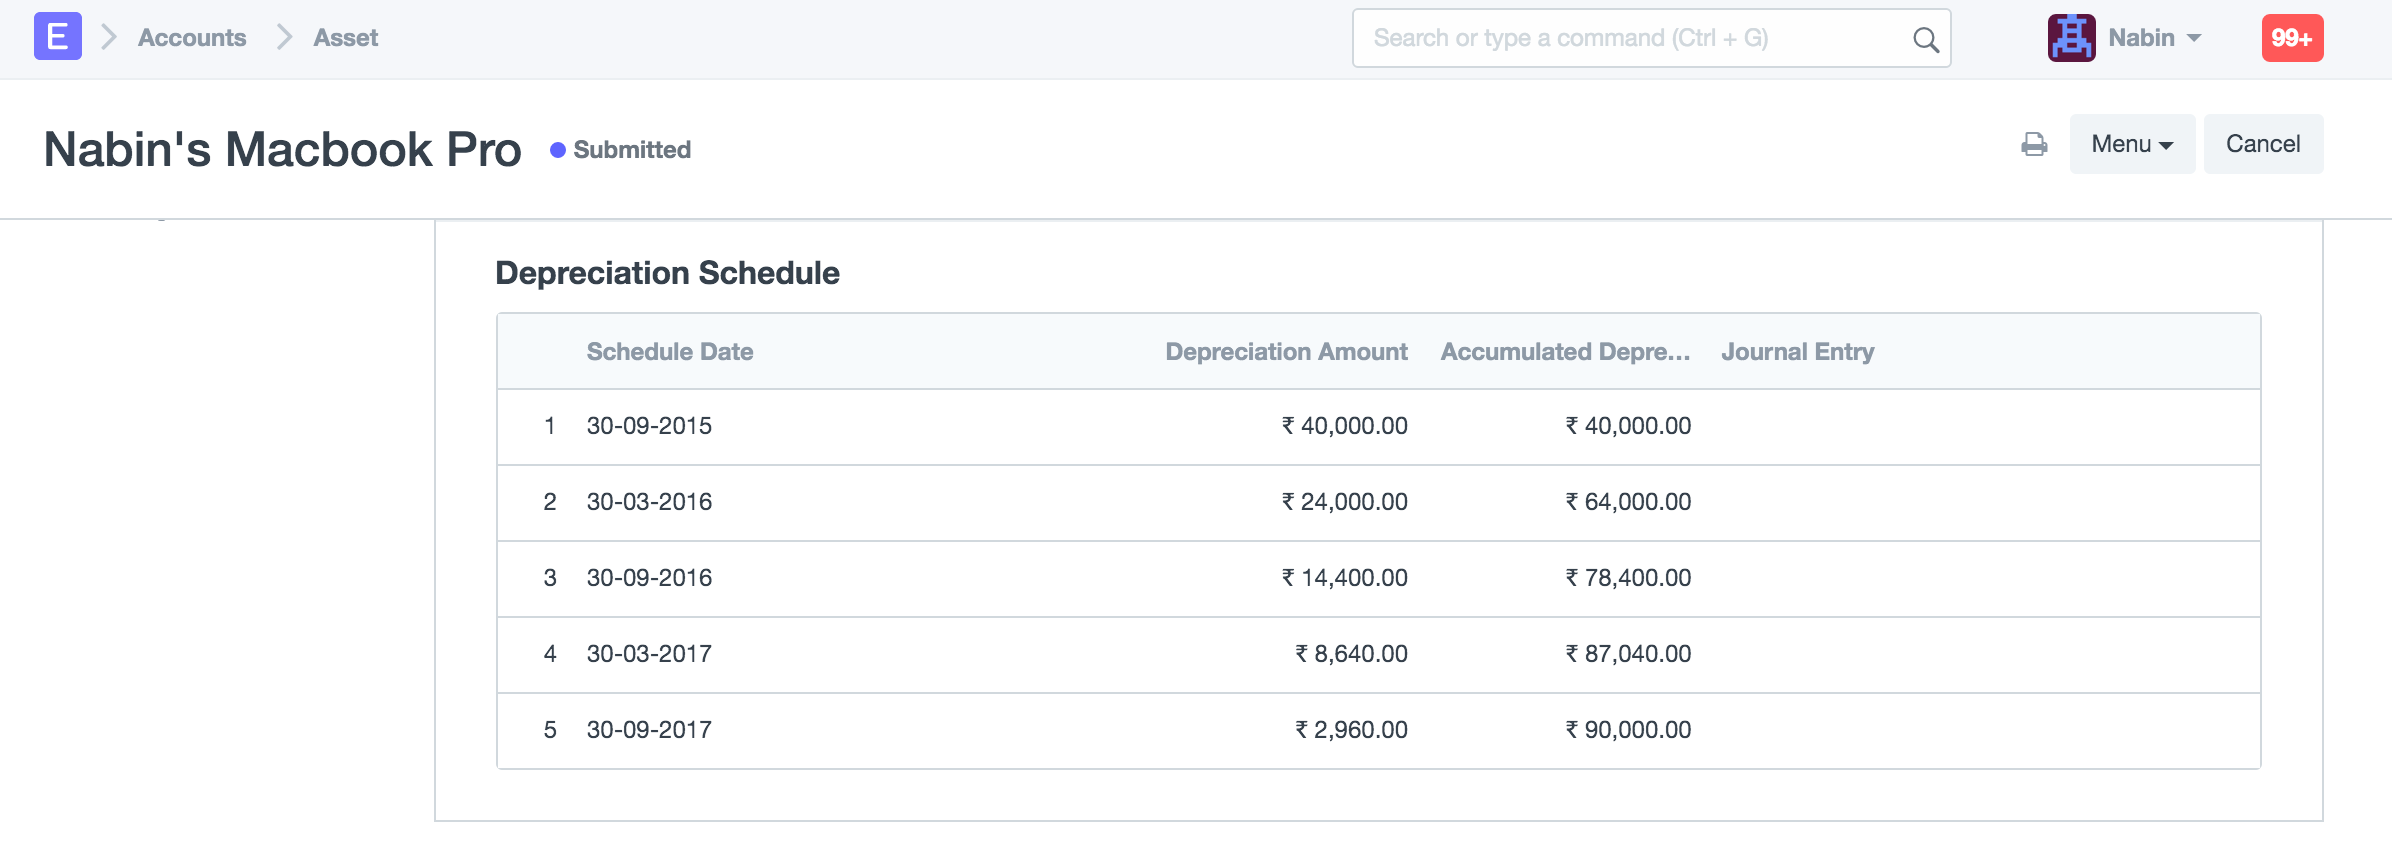 E Accounts Asset Search or type a command (Ctrl + G) Nabin 99+
Nabin's Macbook Pro Submitted Menu Cancel
Depreciation Schedule
Schedule Date Depreciation Amount Accumulated Depre... Journal Entry
1 30-09-2015 ₹ 40,000.00 ₹ 40,000.00
2 30-03-2016 ₹ 24,000.00 ₹ 64,000.00
3 30-09-2016 ₹ 14,400.00 ₹ 78,400.00
4 30-03-2017 ₹ 8,640.00 ₹ 87,040.00
5 30-09-2017 ₹ 2,960.00 ₹ 90,000.00